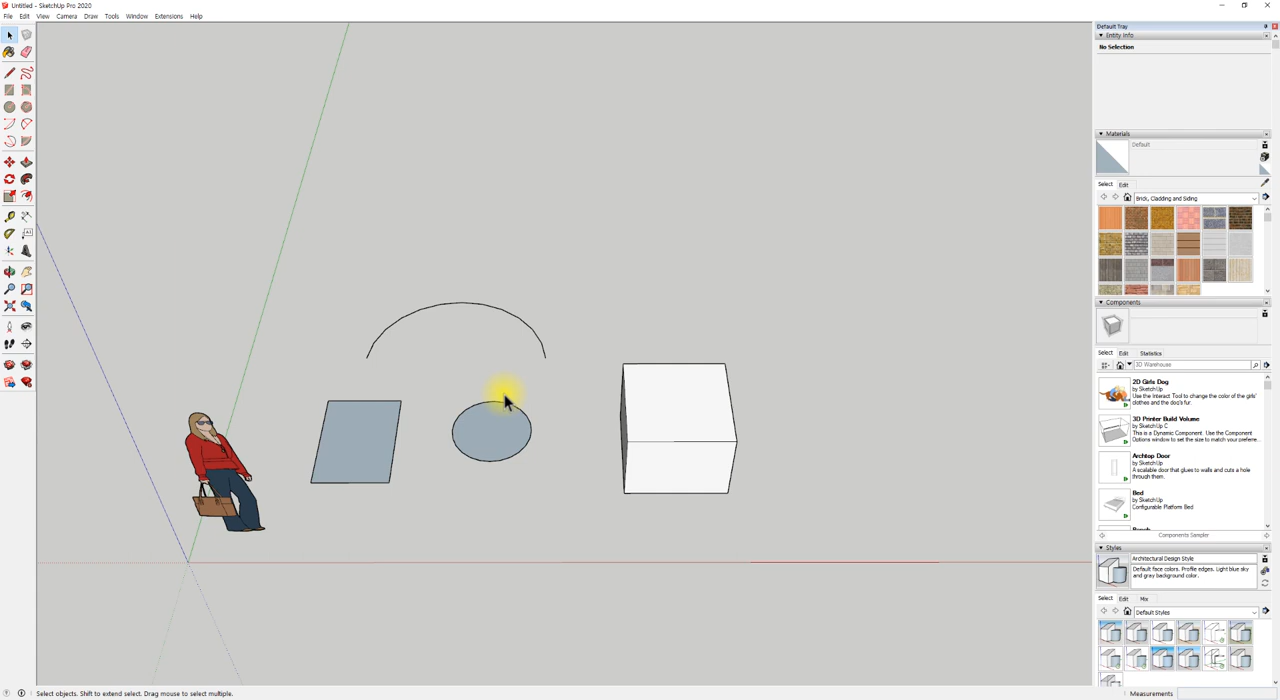 Untitled - SketchUp Pro 2020
File Edit View Camera Draw Tools Window Extensions Help
Default Tray
Entity Info
No Selection
Materials
Default
Select Edit
Brick, Cladding and Siding
Components
Select Edit Statistics
3D Warehouse
2D Girls Dog
by SketchUp
Use the Interact Tool to change the color of the girls'
clothes and the dog's fur.
3D Printer Build Volume
by SketchUp C
This is a Dynamic Component. Use the Component
Options window to set the size to match your preferre...
Archtop Door
by SketchUp
A scalable door that glues to walls and cuts a hole
through them.
Bed
by SketchUp
Configurable Platform Bed
Components Sampler
Styles
Architectural Design Style
Default face colors. Profile edges. Light blue sky
and gray background color.
Select Edit Mix
Default Styles
Select objects. Shift to extend select. Drag mouse to select multiple.
Measurements